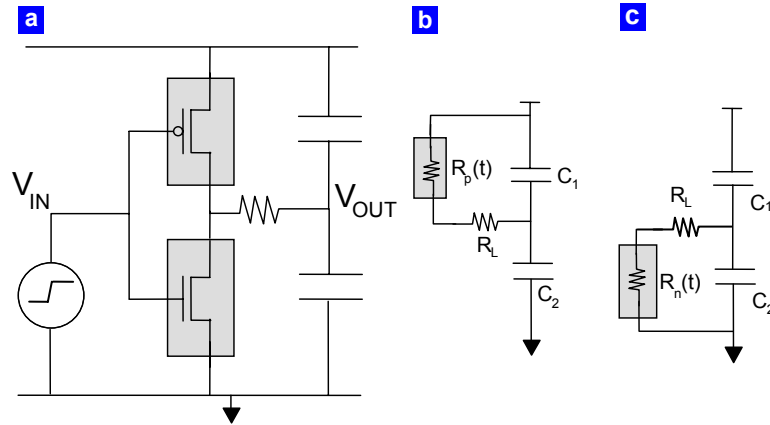 a
V_IN
V_OUT
b
R_p(t)
C_1
R_L
C_2
c
R_L
C_1
R_n(t)
C_2